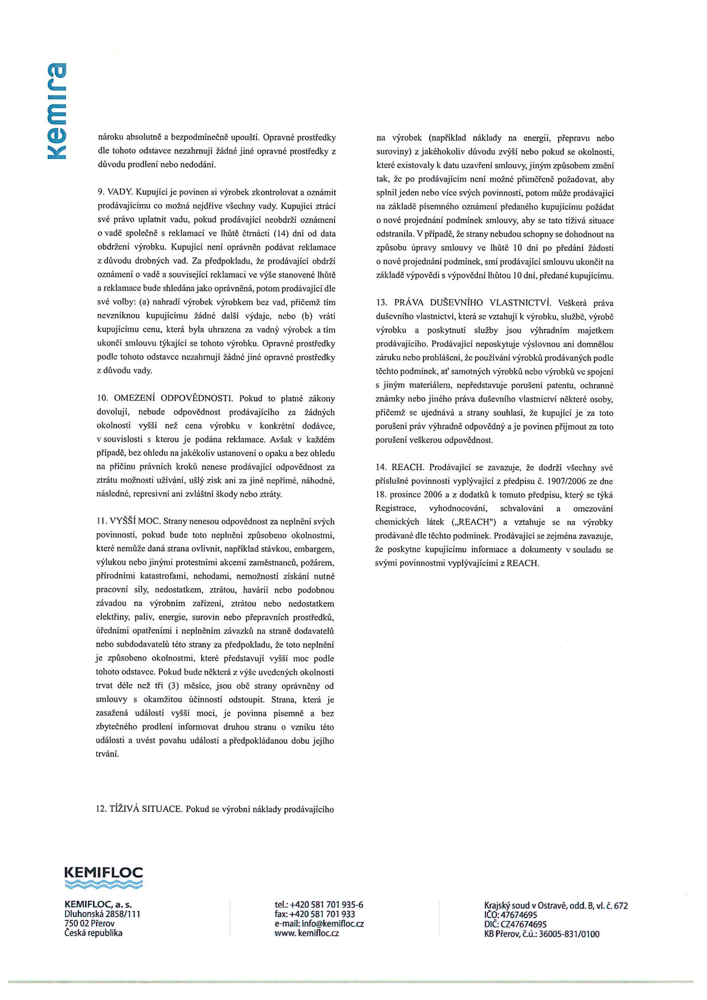 kemira
nároku absolutně a bezpodmínečně upouští. Opravné prostředky
dle tohoto odstavce nezahrnují žádné jiné opravné prostředky z
důvodu prodlení nebo nedodání.
9. VADY. Kupující je povinen si výrobek zkontrolovat a oznámit
prodávajícímu co možná nejdříve všechny vady. Kupující ztrácí
své právo uplatnit vadu, pokud prodávající neobdrží oznámení
o vadě společně s reklamací ve lhůtě čtrnácti (14) dní od data
obdržení výrobku. Kupující není oprávněn podávat reklamace
z důvodu drobných vad. Za předpokladu, že prodávající obdrží
oznámení o vadě a související reklamaci ve výše stanovené lhůtě
a reklamace bude shledána jako oprávněná, potom prodávající dle
své volby: (a) nahradí výrobek výrobkem bez vad, přičemž tím
nevzniknou kupujícímu žádné další výdaje, nebo (b) vrátí
kupujícímu cenu, která byla uhrazena za vadný výrobek a tím
ukončí smlouvu týkající se tohoto výrobku. Opravné prostředky
podle tohoto odstavce nezahrnují žádné jiné opravné prostředky
z důvodu vady.
10. OMEZENÍ ODPOVĚDNOSTI. Pokud to platné zákony
dovolují, nebude odpovědnost prodávajícího za žádných
okolností vyšší než cena výrobku v konkrétní dodávce,
v souvislosti s kterou je podána reklamace. Avšak v každém
případě, bez ohledu na jakékoliv ustanovení o opaku a bez ohledu
na příčinu právních kroků nenese prodávající odpovědnost za
ztrátu možnosti užívání, ušlý zisk ani za jiné nepřímé, náhodné,
následné, represivní ani zvláštní škody nebo ztráty.
11. VYŠŠÍ MOC. Strany nenesou odpovědnost za neplnění svých
povinností, pokud bude toto neplnění způsobeno okolnostmi,
které nemůže daná strana ovlivnit, například stávkou, embargem,
výlukou nebo jinými protestními akcemi zaměstnanců, požárem,
přírodními katastrofami, nehodami, nemožností získání nutné
pracovní síly, nedostatkem, ztrátou, havárií nebo podobnou
závadou na výrobním zařízení, ztrátou nebo nedostatkem
elektřiny, paliv, energie, surovin nebo přepravních prostředků,
úředními opatřeními i neplněním závazků na straně dodavatelů
nebo subdodavatelů této strany za předpokladu, že toto neplnění
je způsobeno okolnostmi, které představují vyšší moc podle
tohoto odstavce. Pokud bude některá z výše uvedených okolností
trvat déle než tři (3) měsíce, jsou obě strany oprávněny od
smlouvy s okamžitou účinností odstoupit. Strana, která je
zasažená událostí vyšší moci, je povinna písemně a bez
zbytečného prodlení informovat druhou stranu o vzniku této
události a uvést povahu události a předpokládanou dobu jejího
trvání.
12. TÍŽIVÁ SITUACE. Pokud se výrobní náklady prodávajícího
na výrobek (například náklady na energii, přepravu nebo
suroviny) z jakéhokoliv důvodu zvýší nebo pokud se okolnosti,
které existovaly k datu uzavření smlouvy, jiným způsobem změní
tak, že po prodávajícím není možné přiměřeně požadovat, aby
splnil jeden nebo více svých povinností, potom může prodávající
na základě písemného oznámení předaného kupujícímu požádat
o nové projednání podmínek smlouvy, aby se tato tíživá situace
odstranila. V případě, že strany nebudou schopny se dohodnout na
způsobu úpravy smlouvy ve lhůtě 10 dní po předání žádosti
o nové projednání podmínek, smí prodávající smlouvu ukončit na
základě výpovědi s výpovědní lhůtou 10 dní, předané kupujícímu.
13. PRÁVA DUŠEVNÍHO VLASTNICTVÍ. Veškerá práva
duševního vlastnictví, která se vztahují k výrobku, službě, výrobě
výrobku a poskytnutí služby jsou výhradním majetkem
prodávajícího. Prodávající neposkytuje výslovnou ani domnělou
záruku nebo prohlášení, že používání výrobků prodávaných podle
těchto podmínek, ať samotných výrobků nebo výrobků ve spojení
s jiným materiálem, nepředstavuje porušení patentu, ochranné
známky nebo jiného práva duševního vlastnictví některé osoby,
přičemž se ujednává a strany souhlasí, že kupující je za toto
porušení práv výhradně odpovědný a je povinen přijmout za toto
porušení veškerou odpovědnost.
14. REACH. Prodávající se zavazuje, že dodrží všechny své
příslušné povinnosti vyplývající z předpisu č. 1907/2006 ze dne
18. prosince 2006 a z dodatků k tomuto předpisu, který se týká
Registrace, vyhodnocování, schvalování a omezování
chemických látek („REACH") a vztahuje se na výrobky
prodávané dle těchto podmínek. Prodávající se zejména zavazuje,
že poskytne kupujícímu informace a dokumenty v souladu se
svými povinnostmi vyplývajícími z REACH.
KEMIFLOC
KEMIFLOC, a. s.
Dluhonská 2858/111
750 02 Přerov
Česká republika
tel.: +420 581 701 935-6
fax: +420 581 701 933
e-mail: info@kemifloc.cz
www. kemifloc.cz
Krajský soud v Ostravě, odd. B, vl. č. 672
IČO: 47674695
DIČ: CZ47674695
KB Přerov, č.ú.: 36005-831/0100